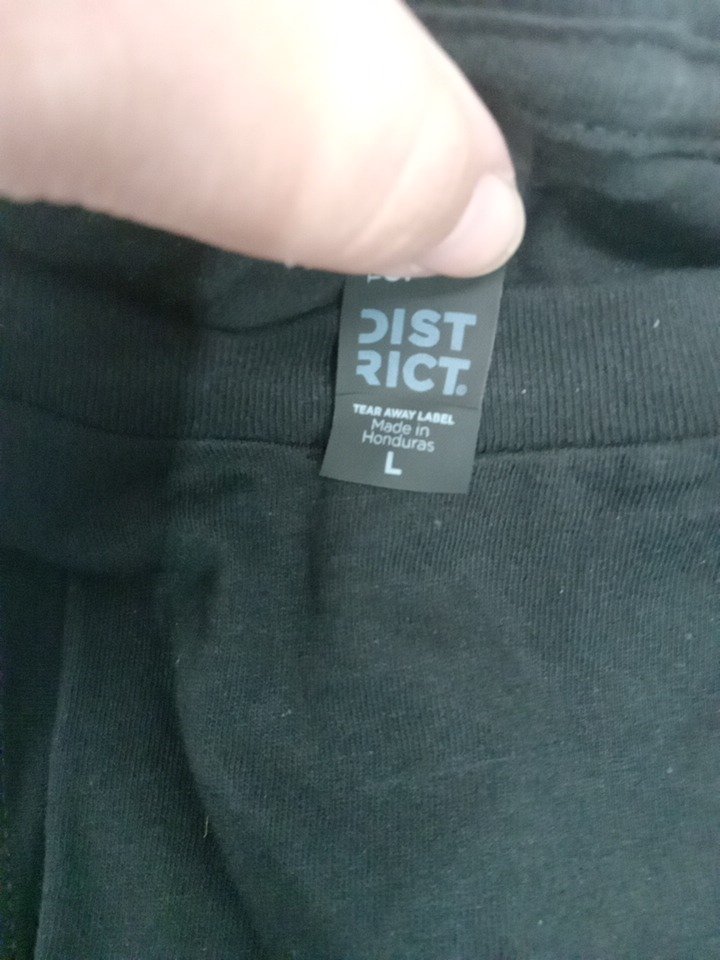 DIST
RICT®
TEAR AWAY LABEL
Made in
Honduras
L